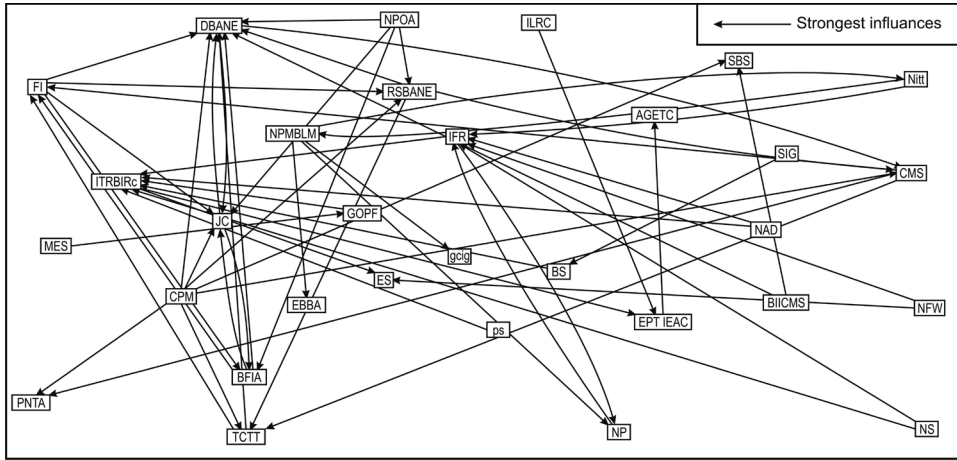 DBANE
NPOA
ILRC
Strongest influences
SBS
FI
RSBANE
Nitt
AGETC
NPMBLM
IFR
SIG
CMS
ITRBIRc
JC
GOPF
NAD
MES
gcig
BS
ES
CPM
EBBA
BIICMS
NFW
EPT IEAC
ps
BFIA
PNTA
TCTT
NP
NS